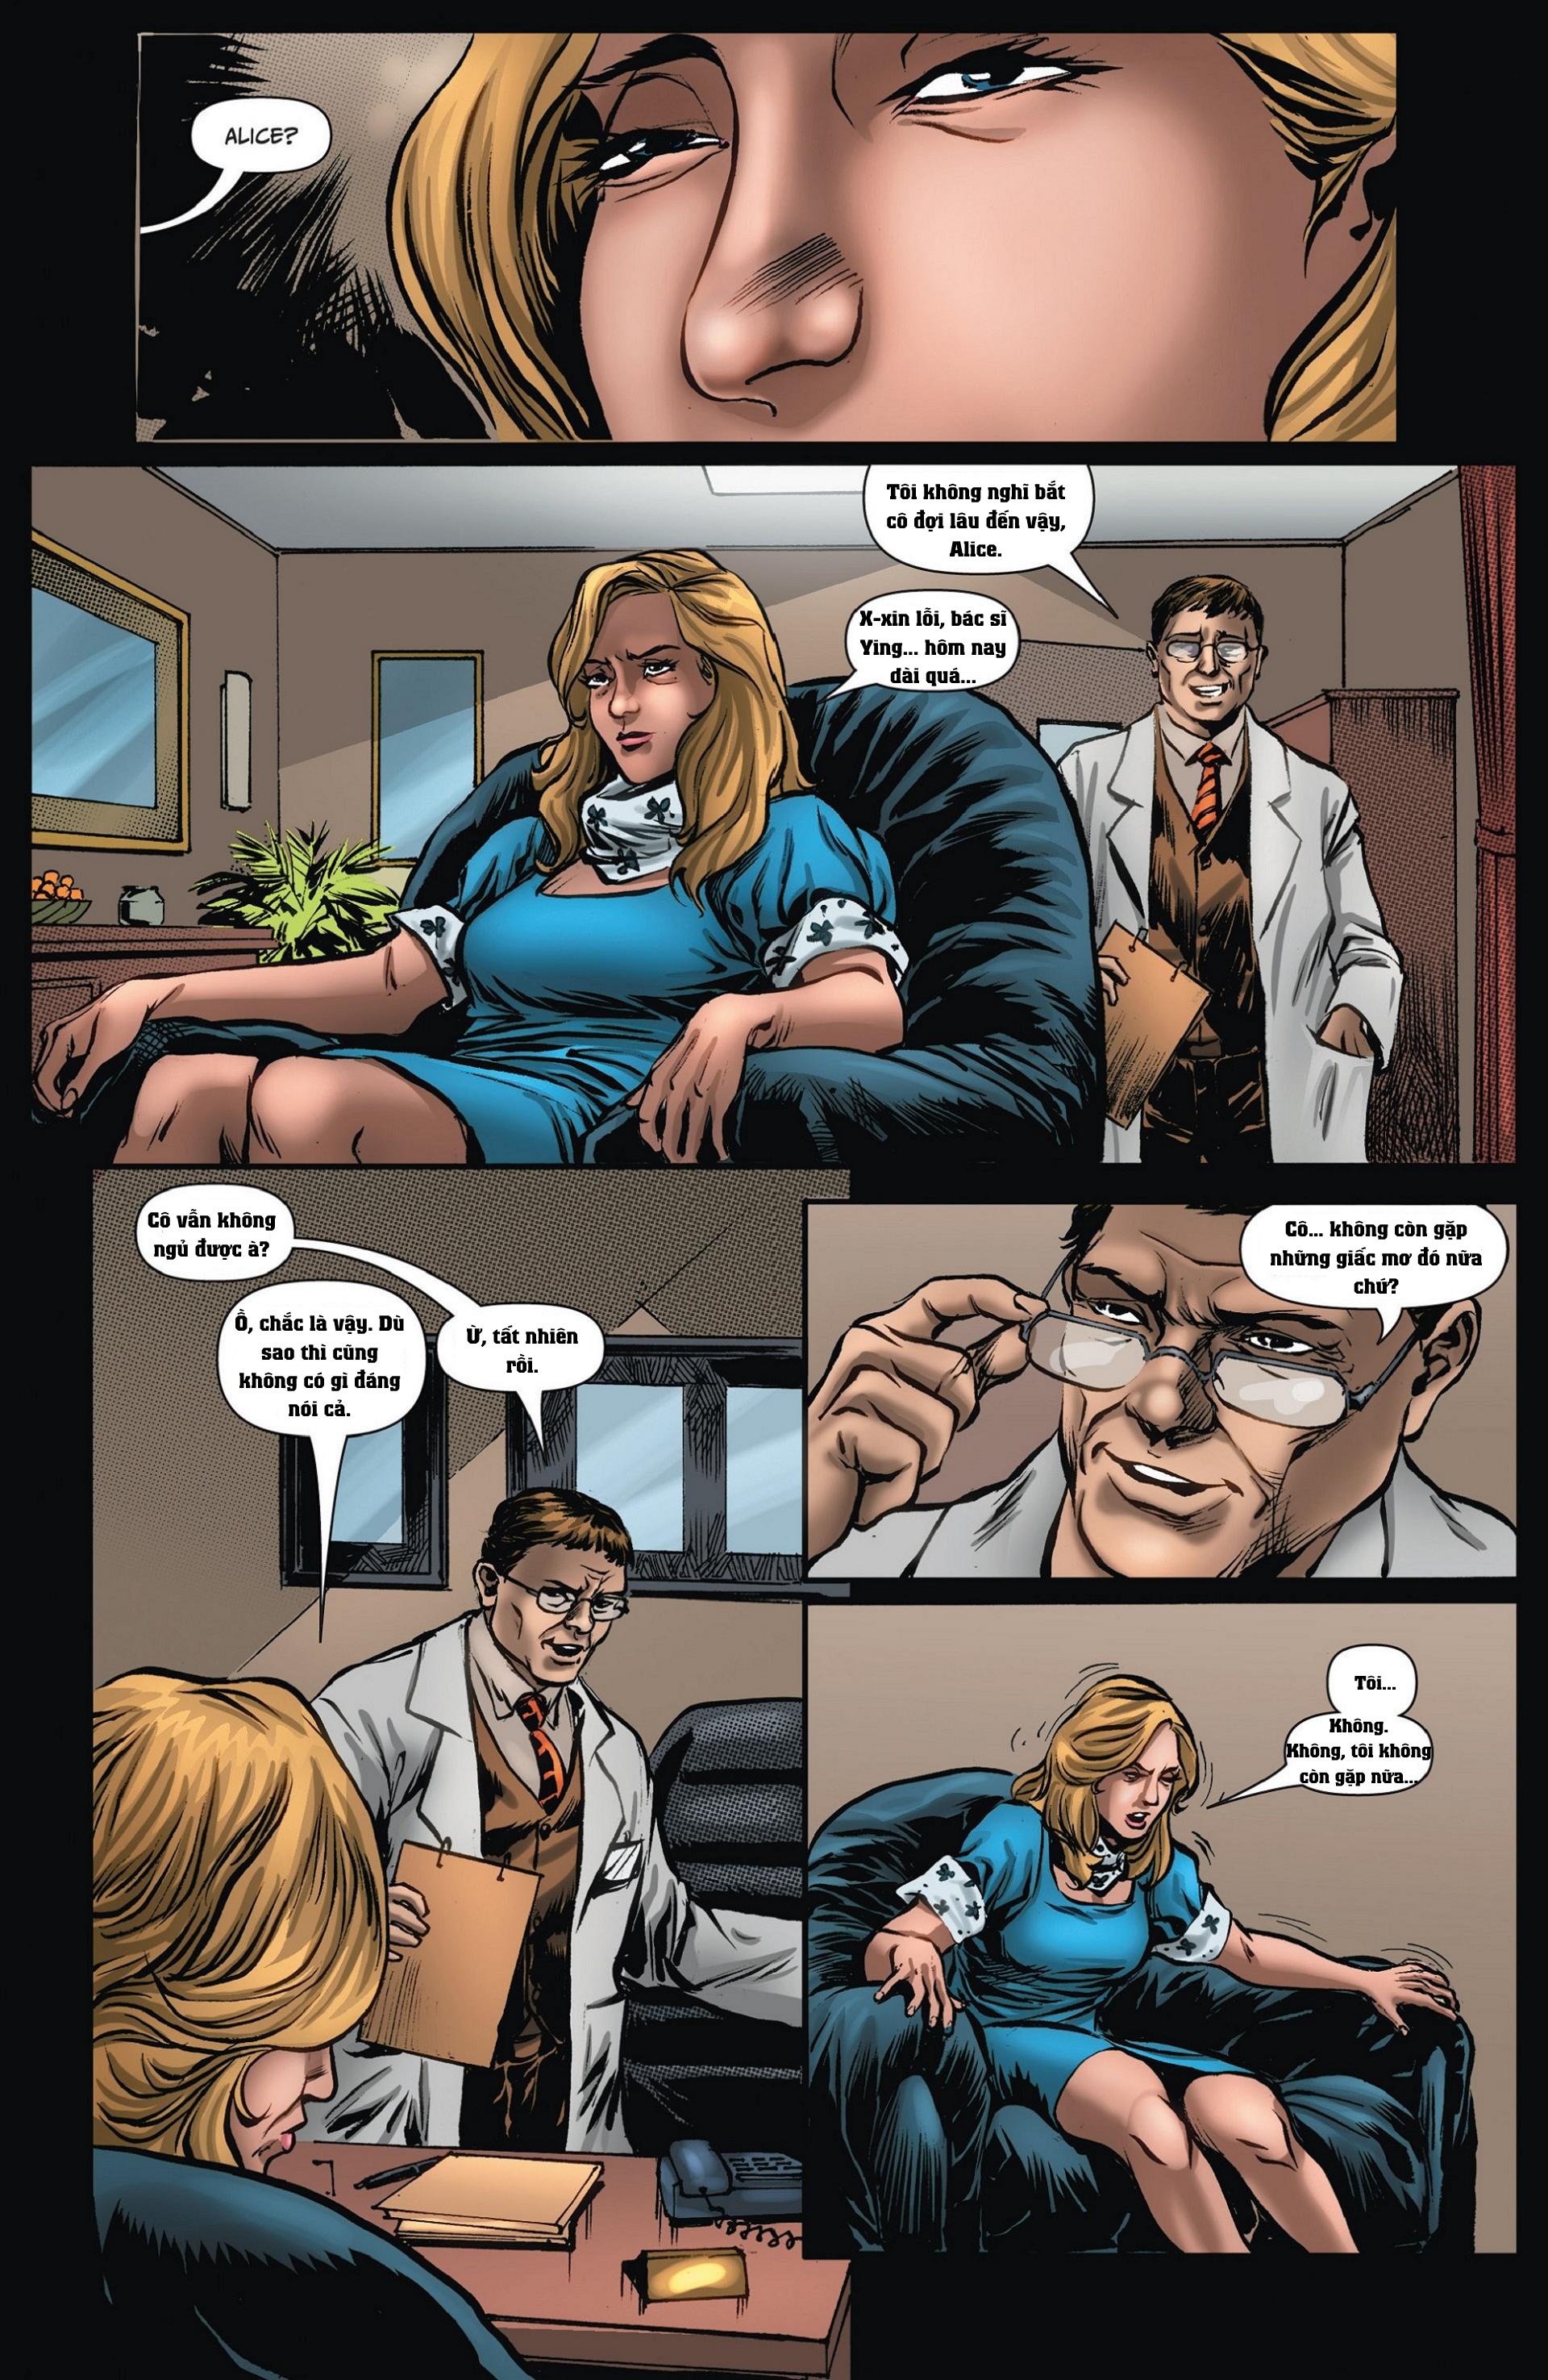 ALICE?
Tôi không nghĩ bắt
cô đợi lâu đến vậy,
Alice.
X-xin lỗi, bác sĩ
Ying... hôm nay
dài quá...
Cô vẫn không
ngủ được à?
Ừ, tất nhiên
rồi.
Ồ, chắc là vậy. Dù
sao thì cũng
không có gì đáng
nói cả.
Cô... không còn gặp
những giấc mơ đó nữa
chứ?
Tôi...
Không.
Không, tôi không
còn gặp nữa...